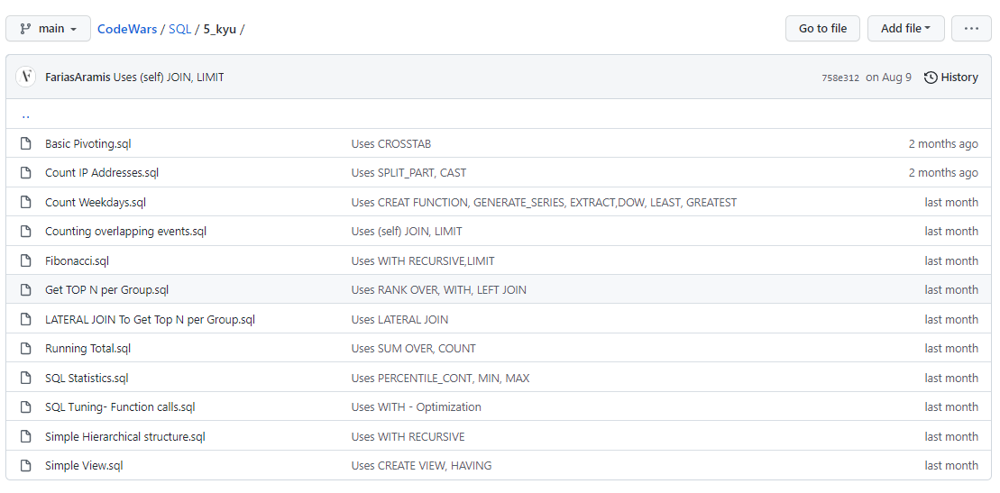 main CodeWars / SQL / 5_kyu / Go to file Add file ...
FariasAramis Uses (self) JOIN, LIMIT 758e312 on Aug 9 History
..
Basic Pivoting.sql Uses CROSSTAB 2 months ago
Count IP Addresses.sql Uses SPLIT_PART, CAST 2 months ago
Count Weekdays.sql Uses CREAT FUNCTION, GENERATE_SERIES, EXTRACT,DOW, LEAST, GREATEST last month
Counting overlapping events.sql Uses (self) JOIN, LIMIT last month
Fibonacci.sql Uses WITH RECURSIVE,LIMIT last month
Get TOP N per Group.sql Uses RANK OVER, WITH, LEFT JOIN last month
LATERAL JOIN To Get Top N per Group.sql Uses LATERAL JOIN last month
Running Total.sql Uses SUM OVER, COUNT last month
SQL Statistics.sql Uses PERCENTILE_CONT, MIN, MAX last month
SQL Tuning- Function calls.sql Uses WITH - Optimization last month
Simple Hierarchical structure.sql Uses WITH RECURSIVE last month
Simple View.sql Uses CREATE VIEW, HAVING last month